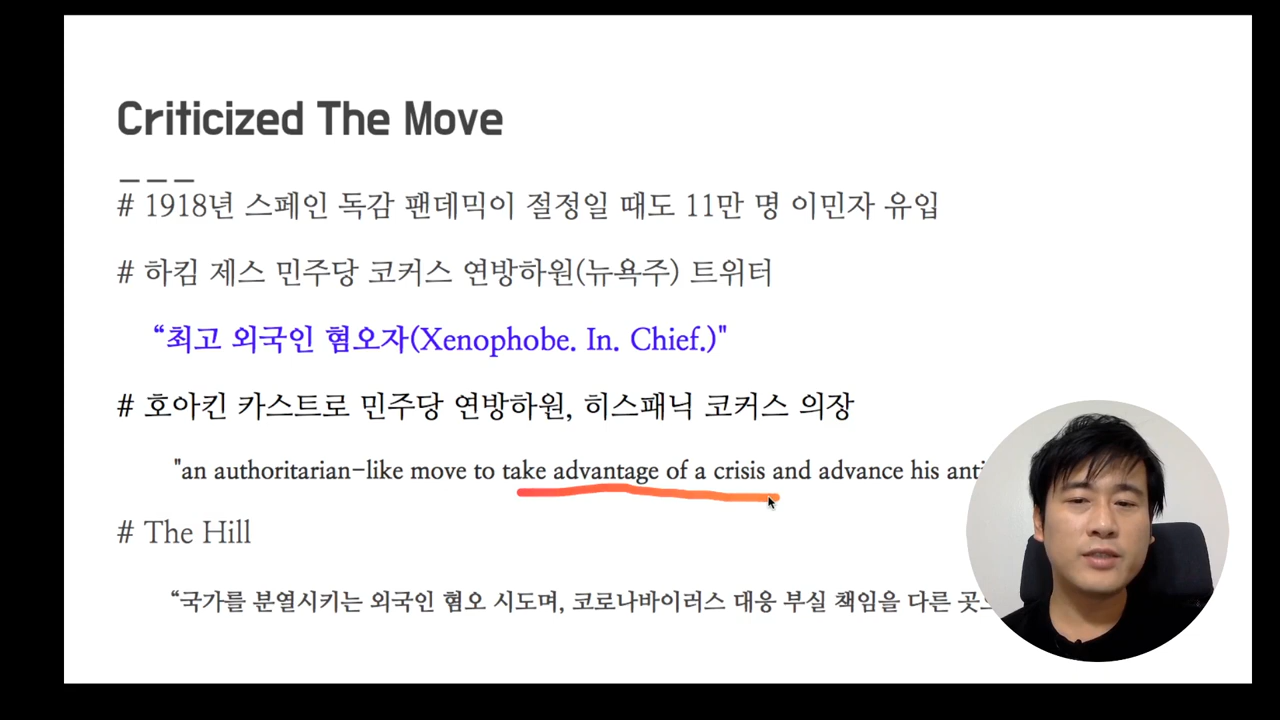 Criticized The Move
# 1918년 스페인 독감 팬데믹이 절정일 때도 11만 명 이민자 유입
# 하킴 제스 민주당 코커스 연방하원(뉴욕주) 트위터
“최고 외국인 혐오자(Xenophobe. In. Chief.)"
# 호아킨 카스트로 민주당 연방하원, 히스패닉 코커스 의장
"an authoritarian-like move to take advantage of a crisis and advance his anti
# The Hill
“국가를 분열시키는 외국인 혐오 시도며, 코로나바이러스 대응 부실 책임을 다른